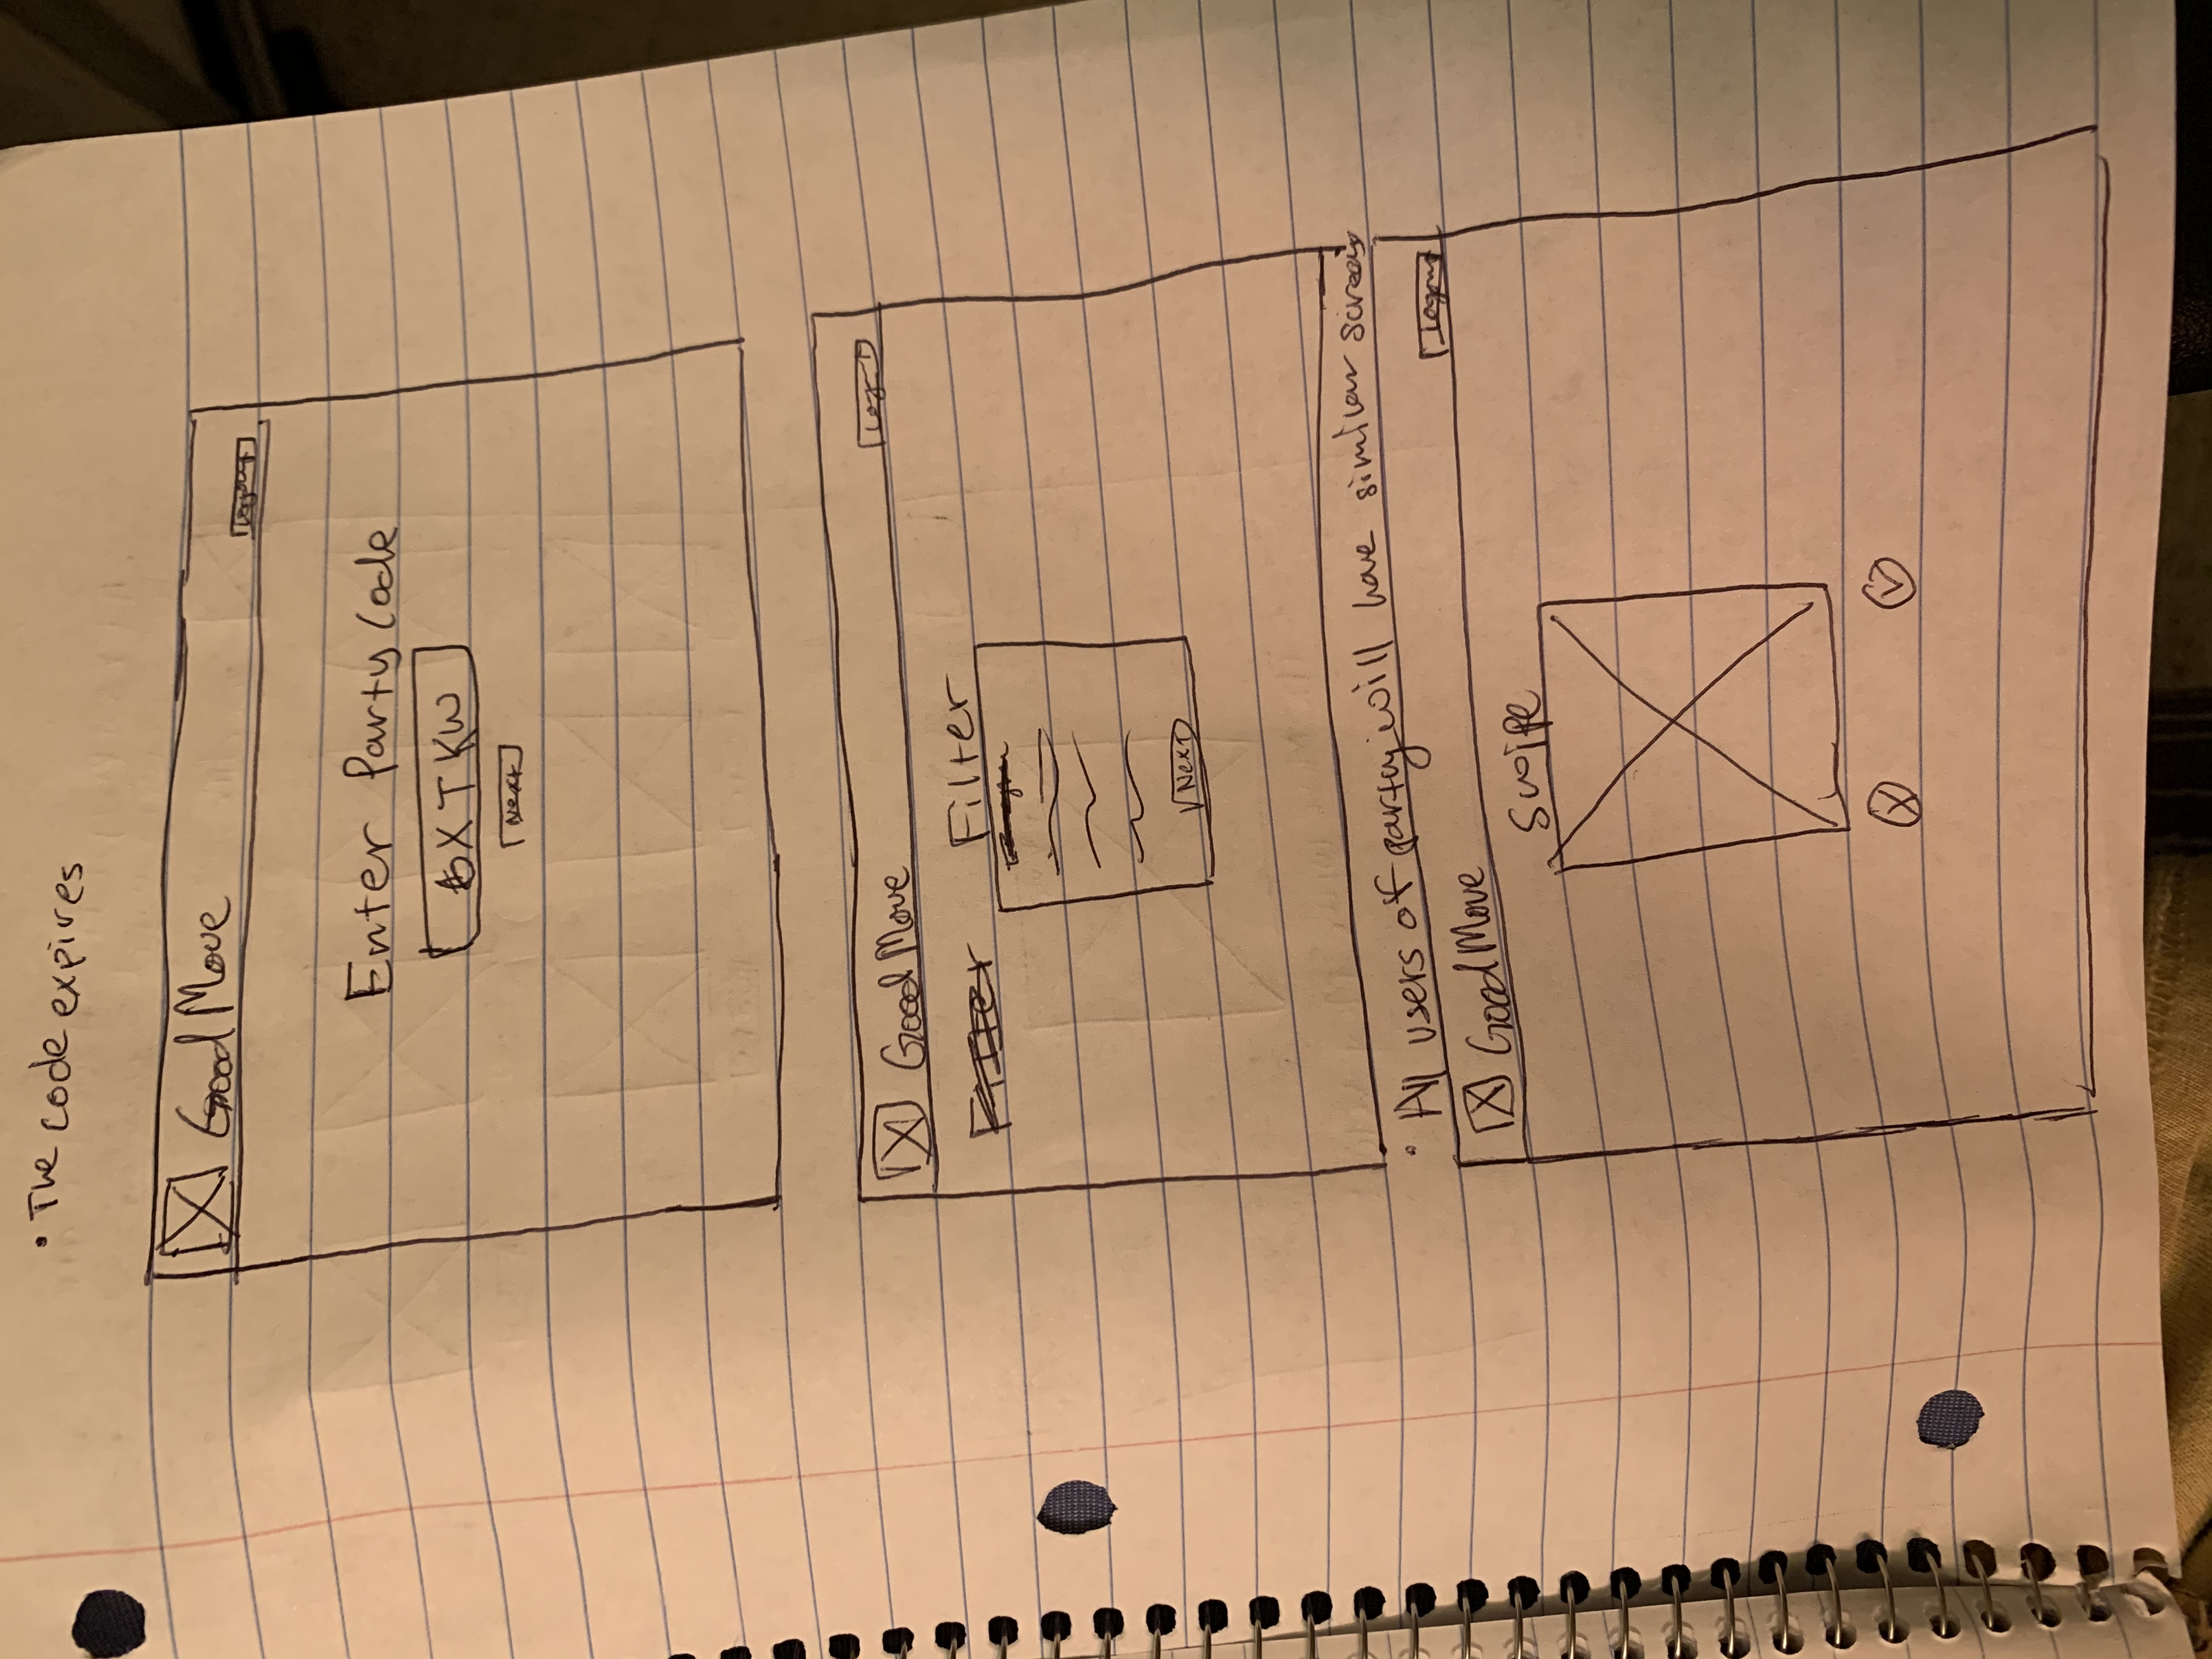 • The code expires
Good Move
Logout
Enter Party Code
6XTKW
Next
Good Move
Logout
Filter
Next
• All users of party will have similar screens
Good Move
Logout
Swipe